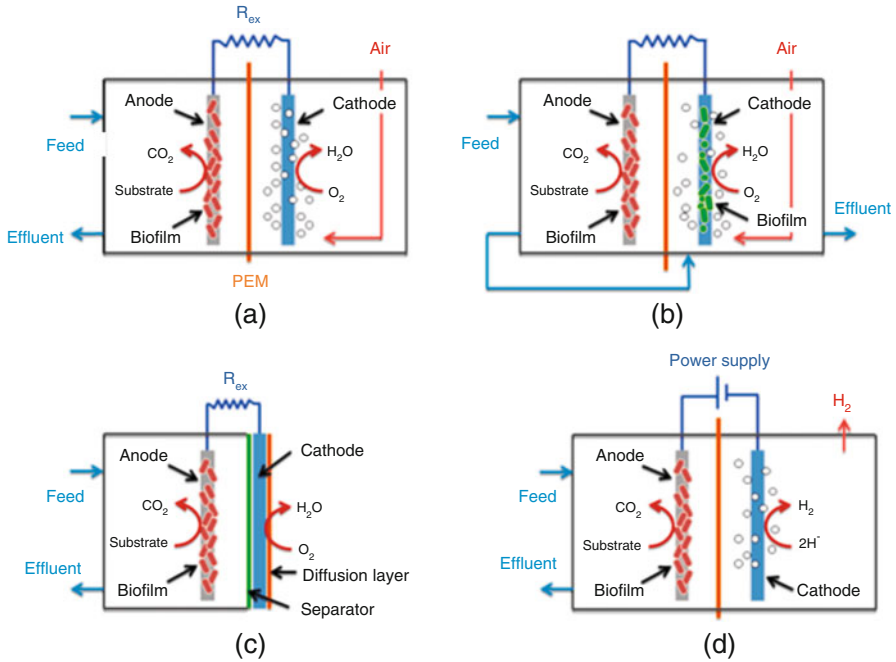 R_ex
Air
Anode
Cathode
Feed
CO₂
H₂O
Substrate
O₂
Effluent
Biofilm
PEM
(a)
Air
Anode
Cathode
Feed
CO₂
H₂O
Substrate
O₂
Biofilm
Biofilm
Effluent
(b)
R_ex
Anode
Cathode
Feed
CO₂
H₂O
Substrate
O₂
Effluent
Diffusion layer
Biofilm
Separator
(c)
Power supply
H₂
Anode
Feed
CO₂
H₂
Substrate
2H⁻
Effluent
Biofilm
Cathode
(d)